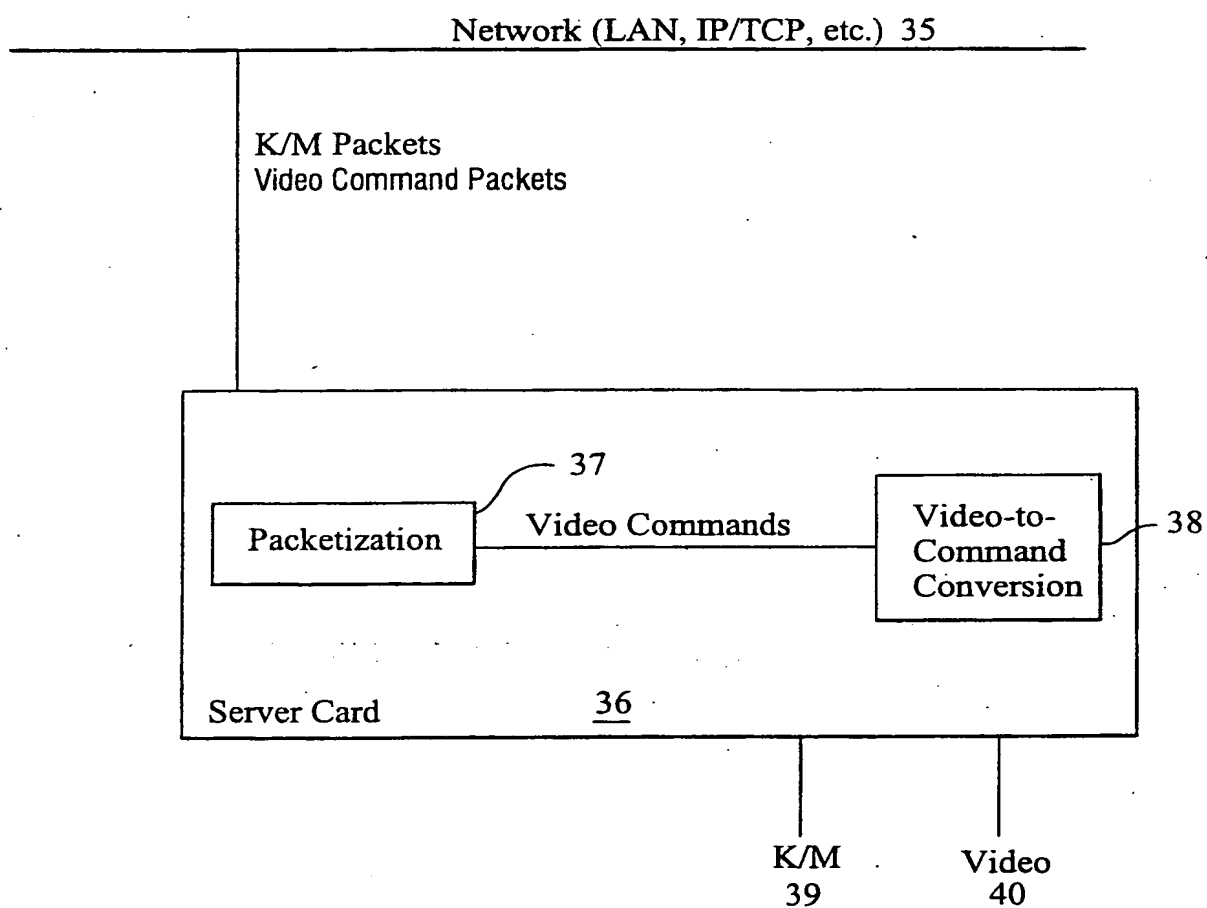 Network (LAN, IP/TCP, etc.) 35
K/M Packets
Video Command Packets
37
Packetization
Video Commands
Video-to-
Command
Conversion
38
Server Card
36
K/M
39
Video
40